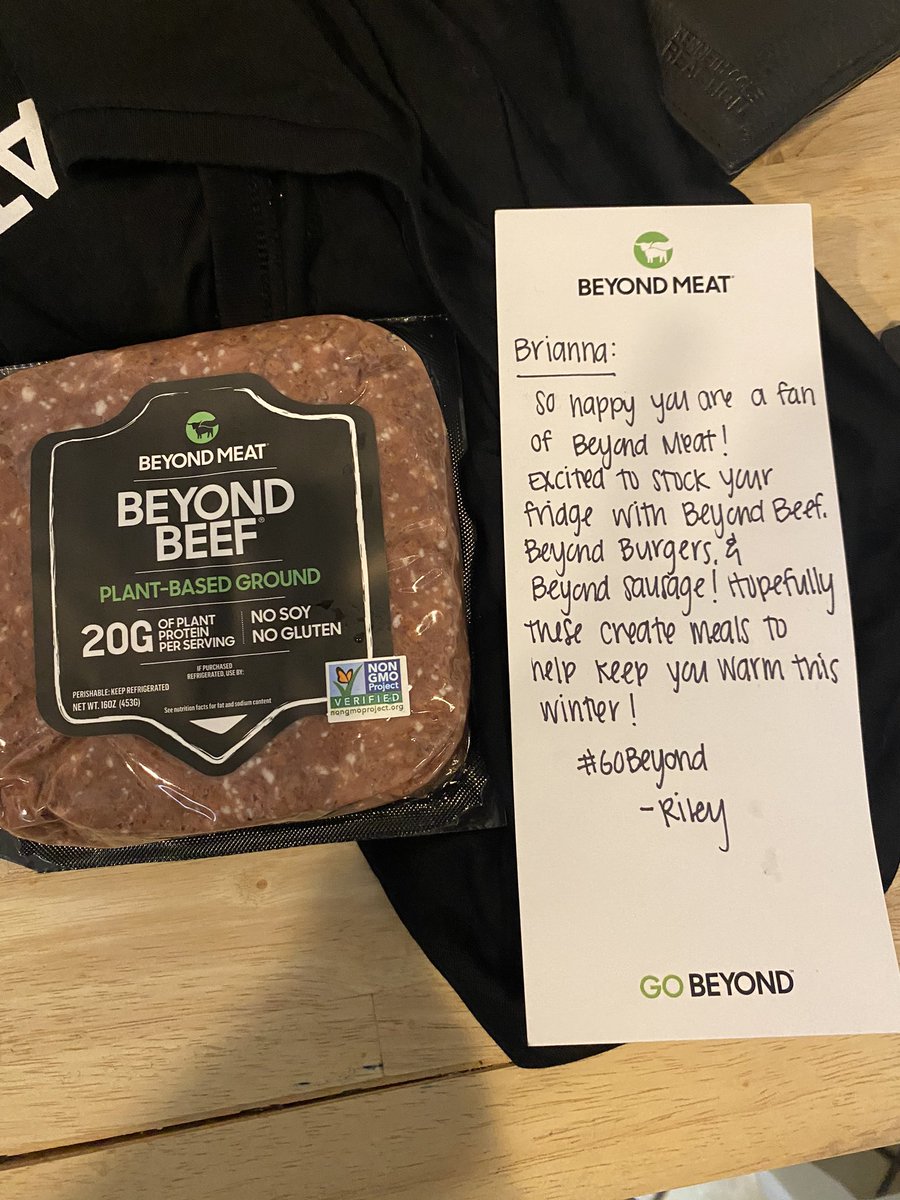 BEYOND MEAT
BEYOND
BEEF®
PLANT-BASED GROUND
20G OF PLANT
PROTEIN
PER SERVING
NO SOY
NO GLUTEN
IF PURCHASED
REFRIGERATED, USE BY:
PERISHABLE: KEEP REFRIGERATED
NET WT. 16OZ (453G)
See nutrition facts for fat and sodium content
NON
GMO
Project
VERIFIED
nongmoproject.org
BEYOND MEAT™
Brianna:
So happy you are a fan
of Beyond Meat!
Excited to stock your
fridge with Beyond Beef.
Beyond Burgers, &
Beyond Sausage! Hopefully
these create meals to
help keep you warm this
winter!
#GoBeyond
-Riley
GO BEYOND™